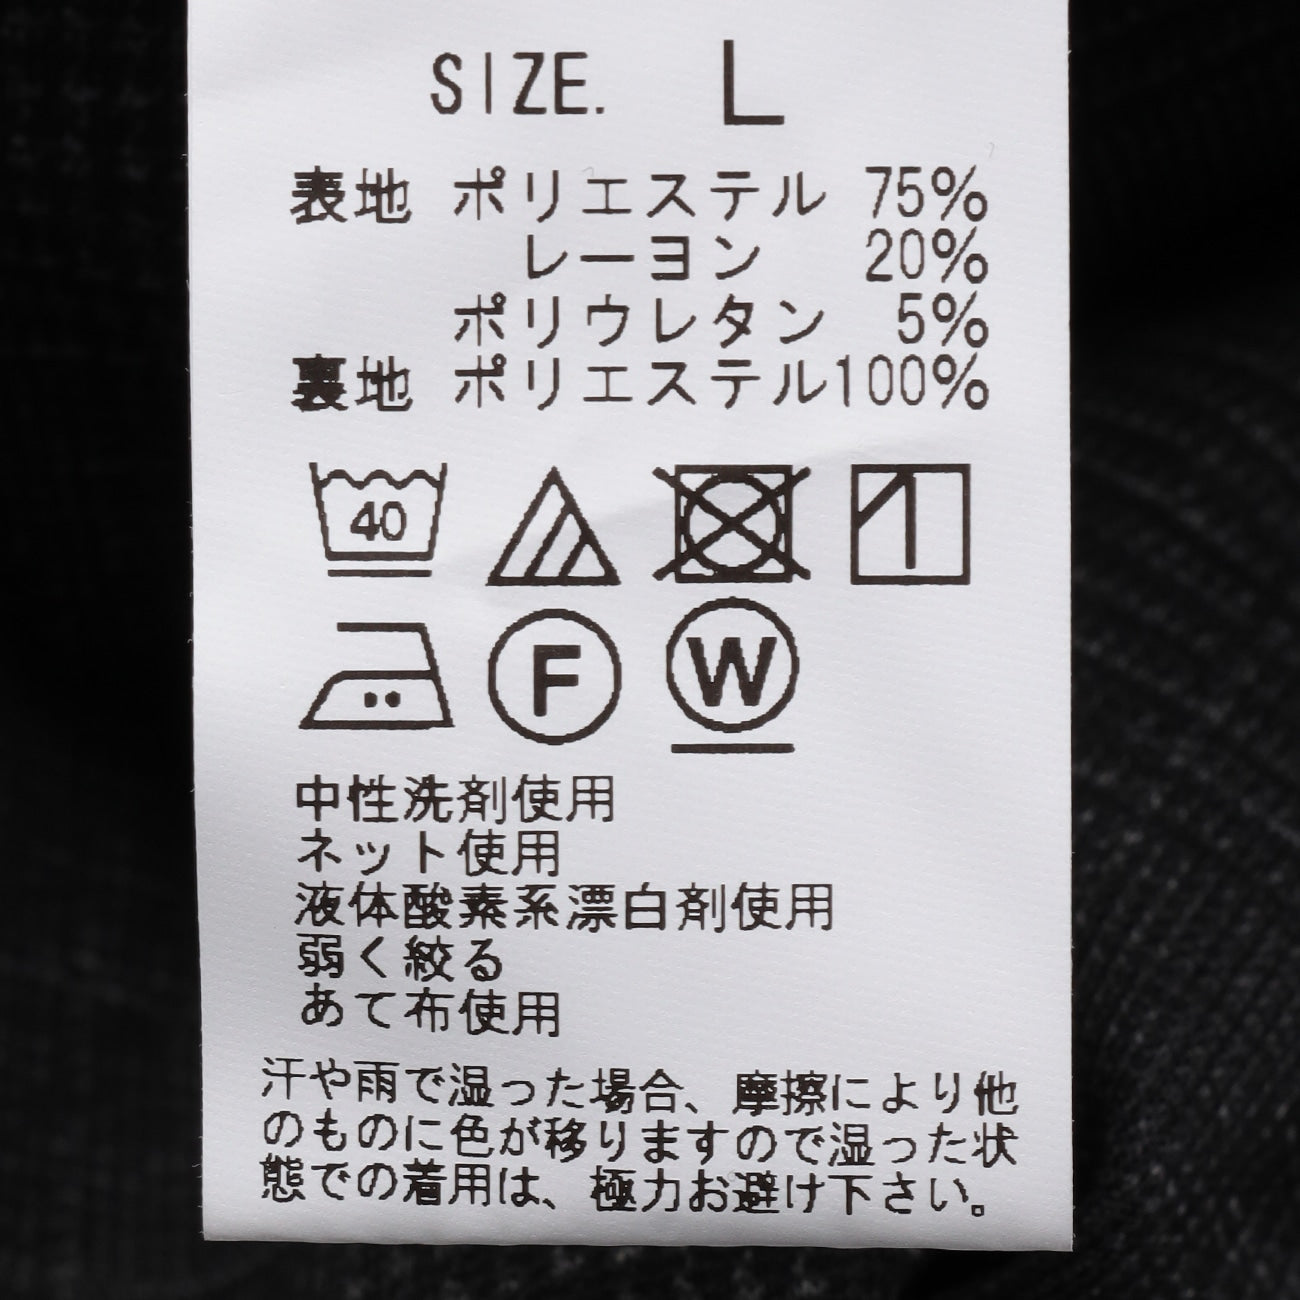 SIZE. L
表地 ポリエステル 75%
レーヨン 20%
ポリウレタン 5%
裏地 ポリエステル100%
40
F W
中性洗剤使用
ネット使用
液体酸素系漂白剤使用
弱く絞る
あて布使用
汗や雨で湿った場合、摩擦により他
のものに色が移りますので湿った状
態での着用は、極力お避け下さい。